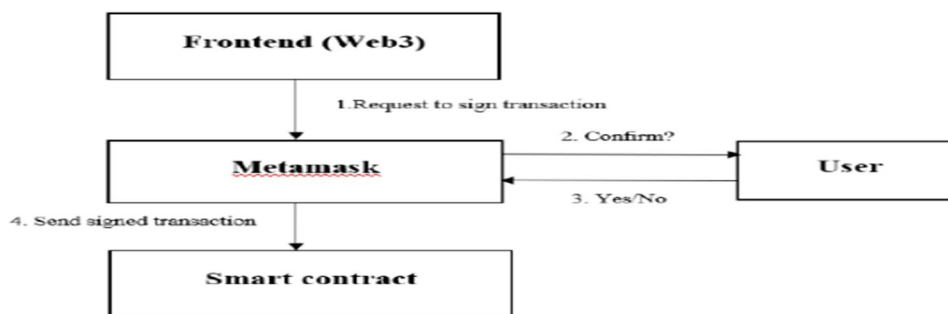 Frontend (Web3)
1.Request to sign transaction
2. Confirm?
Metamask
User
3. Yes/No
4. Send signed transaction
Smart contract